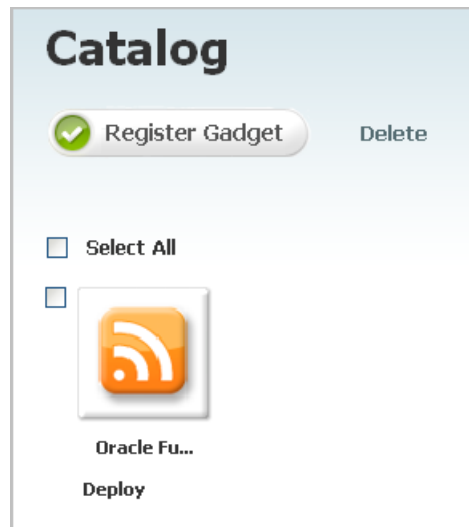 Catalog
Register Gadget Delete
Select All
Oracle Fu...
Deploy